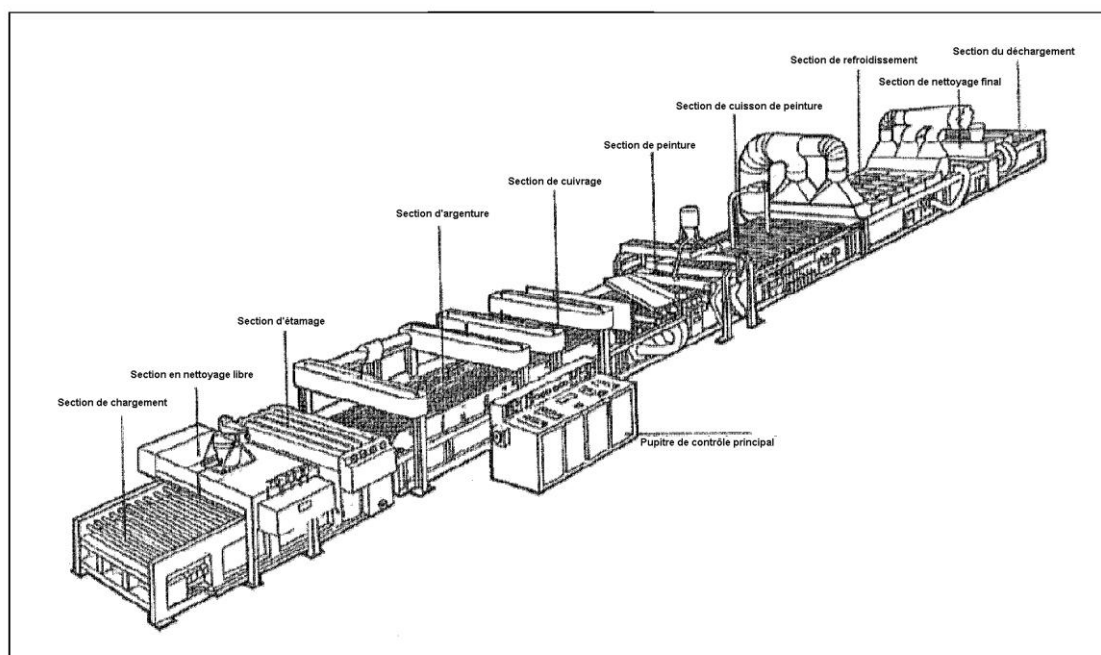 Section du déchargement
Section de refroidissement
Section de nettoyage final
Section de cuisson de peinture
Section de peinture
Section de cuivrage
Section d'argenture
Section d'étamage
Section en nettoyage libre
Section de chargement
Pupitre de contrôle principal